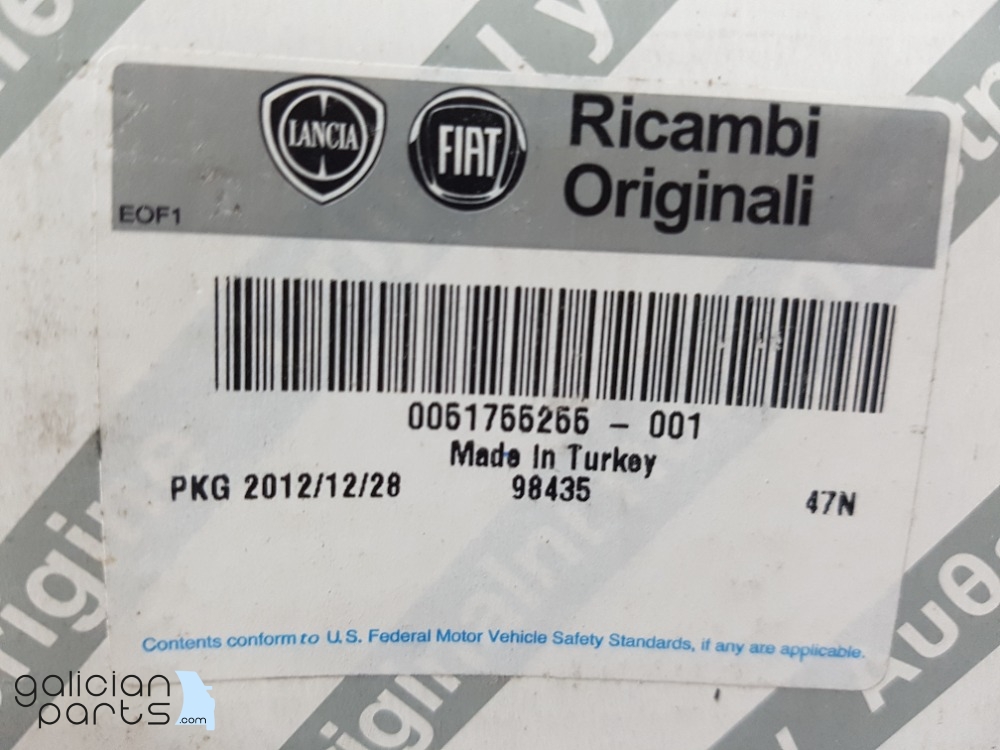 LANCIA
FIAT
Ricambi
Originali
EOF1
- 001
Made In Turkey
PKG 2012/12/28 98435 47N
Contents conform to U.S. Federal Motor Vehicle Safety Standards, if any are applicable.
galician
parts.com